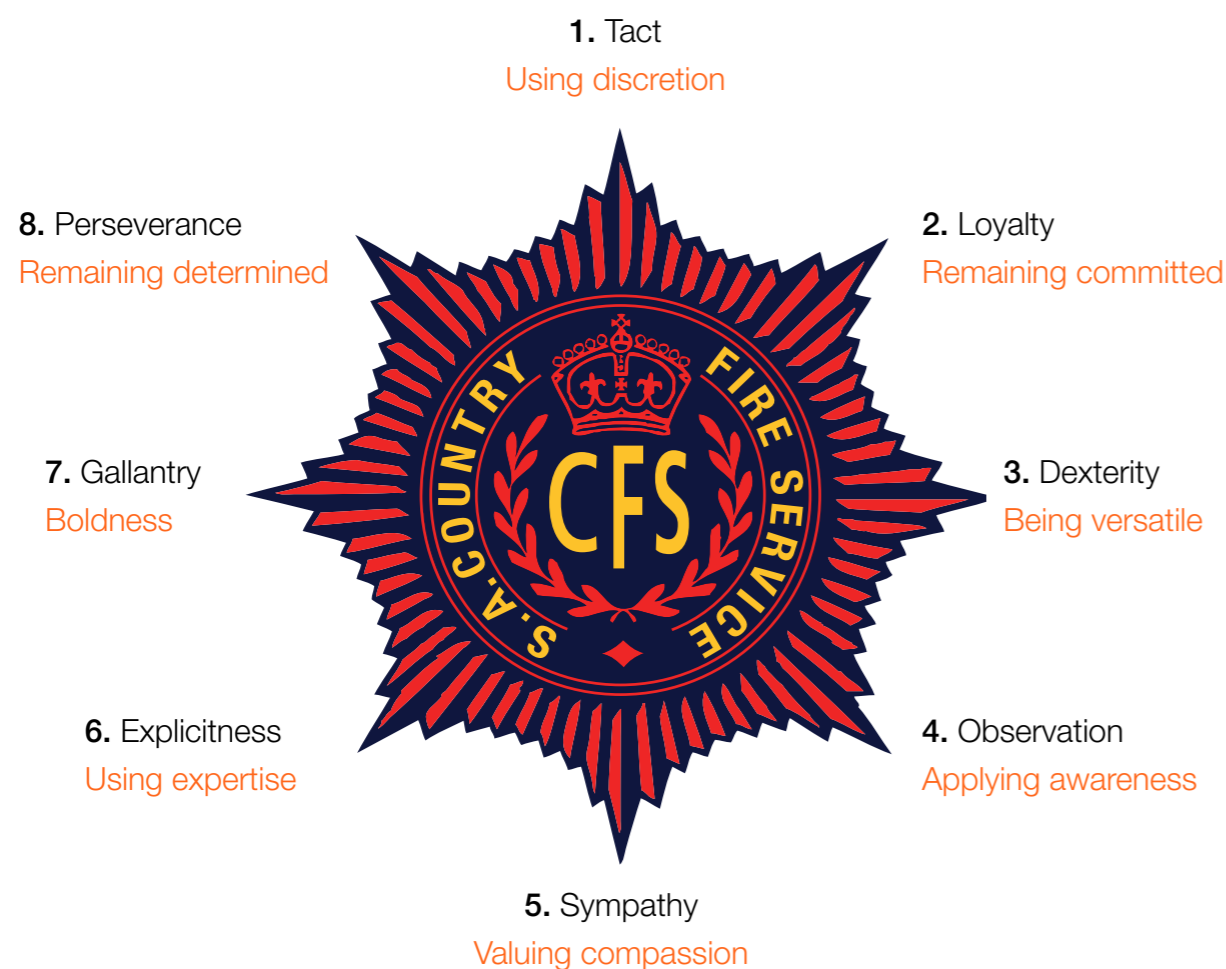 1. Tact
Using discretion
2. Loyalty
Remaining committed
3. Dexterity
Being versatile
4. Observation
Applying awareness
5. Sympathy
Valuing compassion
6. Explicitness
Using expertise
7. Gallantry
Boldness
8. Perseverance
Remaining determined
S.A.COUNTRY FIRE SERVICE
CFS